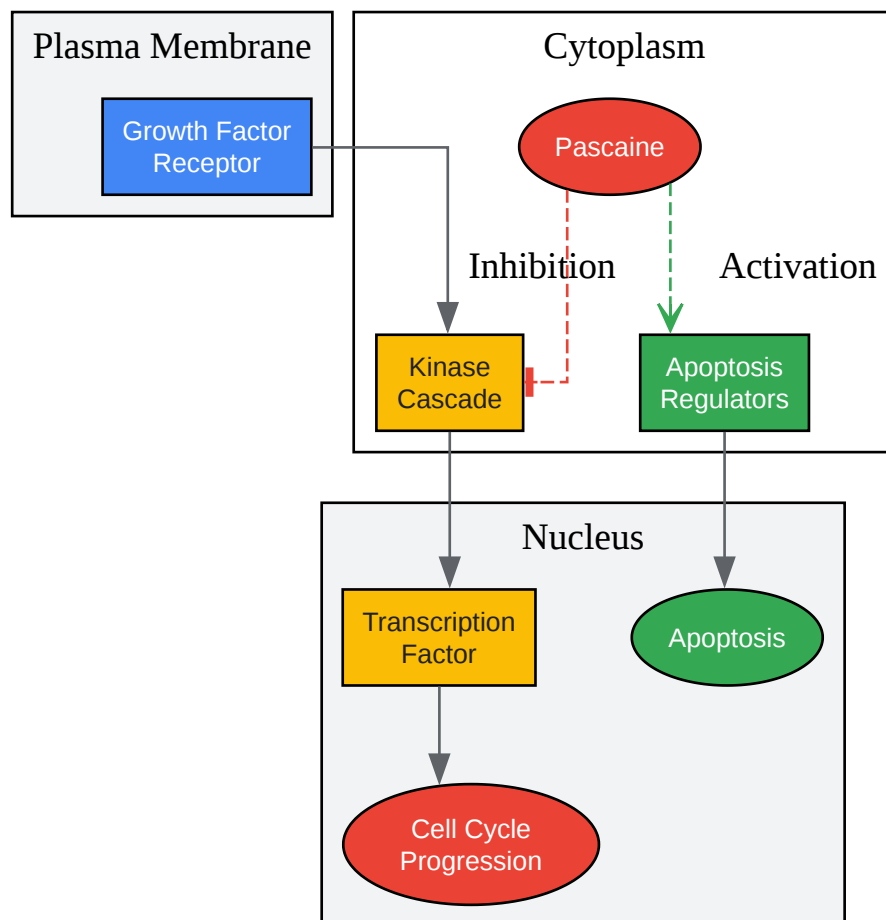 Plasma Membrane
Cytoplasm
Growth Factor
Receptor
Pascaine
Inhibition
Activation
Kinase
Cascade
Apoptosis
Regulators
Nucleus
Transcription
Factor
Apoptosis
Cell Cycle
Progression